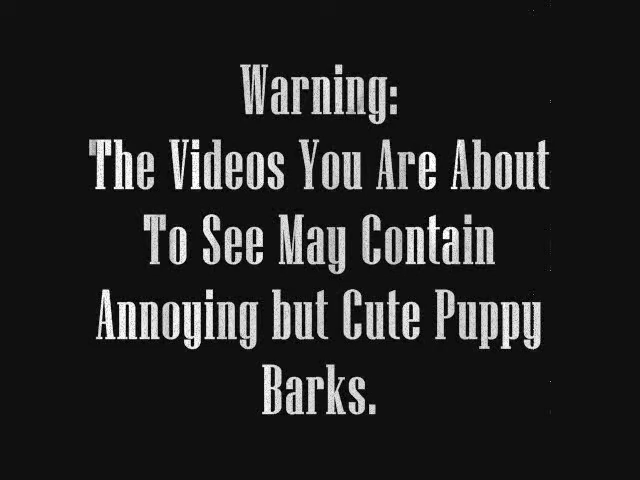 Warning:
The Videos You Are About
To See May Contain
Annoying but Cute Puppy
Barks.